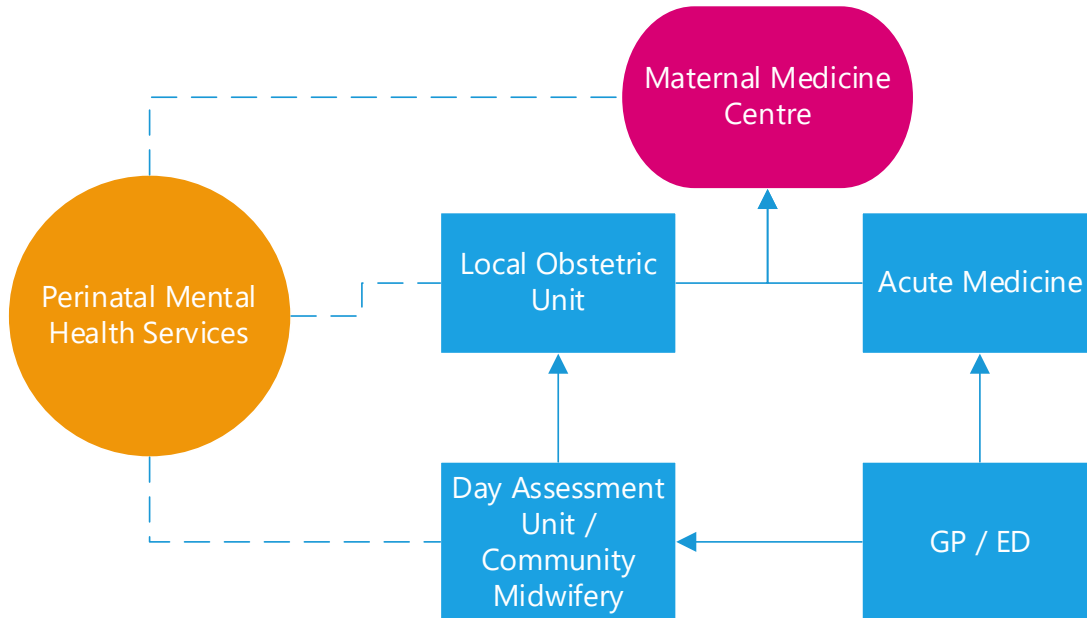 Maternal Medicine
Centre
Local Obstetric
Unit
Acute Medicine
Perinatal Mental
Health Services
Day Assessment
Unit /
Community
Midwifery
GP / ED